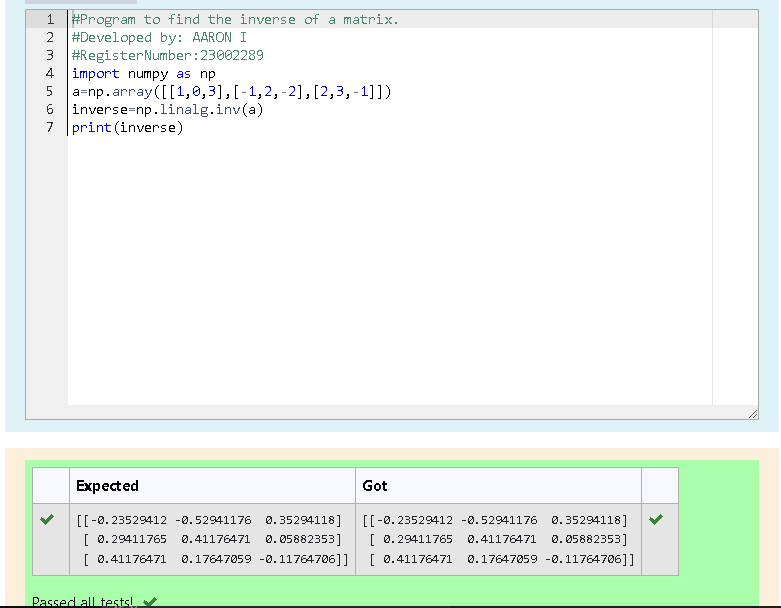 1 #Program to find the inverse of a matrix.
2 #Developed by: AARON I
3 #RegisterNumber:23002289
4 import numpy as np
5 a=np.array([[1,0,3],[-1,2,-2],[2,3,-1]])
6 inverse=np.linalg.inv(a)
7 print(inverse)
Expected Got
[[-0.23529412 -0.52941176 0.35294118] [[-0.23529412 -0.52941176 0.35294118]
[ 0.29411765 0.41176471 0.05882353] [ 0.29411765 0.41176471 0.05882353]
[ 0.41176471 0.17647059 -0.11764706]] [ 0.41176471 0.17647059 -0.11764706]]
Passed all tests!